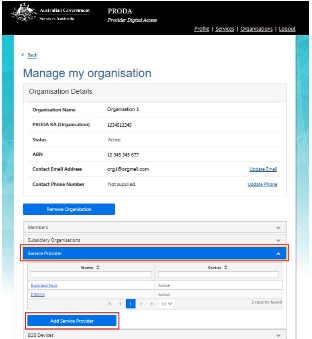 Australian Government
Services Australia
PRODA
Provider Digital Access
Profile | Services | Organisations | Logout
Back
Manage my organisation
Organisation Details
Organisation Name Organisation 1
PRODA RA (Organisation) 1234512345
Status Active
ABN 12 345 345 677
Contact Email Address org1@orgmail.com Update Email
Contact Phone Number Not supplied. Update Phone
Remove Organisation
Members
Subsidiary Organisations
Service Provider
Name Status
Business Hub Active
PRODA Active
1 10 2 records found
Add Service Provider
B2B Devices